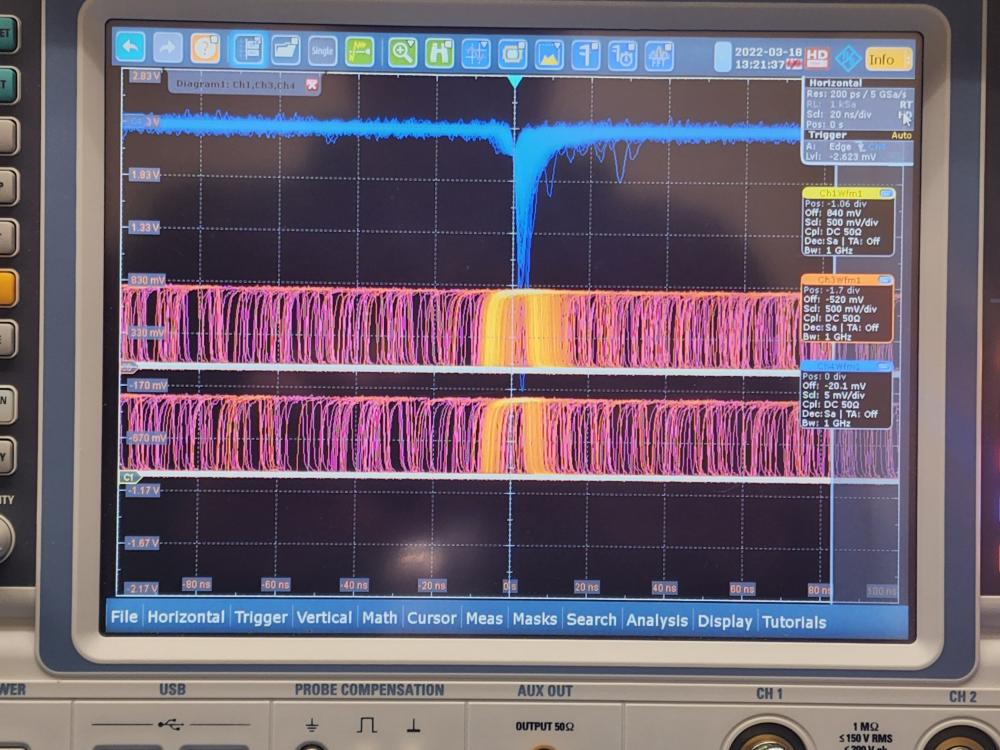 Single
2022-03-18
13:21:37
HD
Info
2.83 V
Diagram1: Ch1,Ch3,Ch4
Horizontal
Res: 200 ps / 5 GSa/s
RL: 1 kSa
RT
Scl: 20 ns/div
Pos: 0 s
Trigger
Auto
A: Edge
Lvl: -2.623 mV
1.83 V
1.33 V
830 mV
330 mV
-170 mV
-670 mV
C1
-1.17 V
-1.67 V
-2.17 V
Ch1Wfm1
Pos: -1.06 div
Off: 840 mV
Scl: 500 mV/div
Cpl: DC 50Ω
Dec: Sa | TA: Off
Bw: 1 GHz
Ch3Wfm1
Pos: -1.7 div
Off: -520 mV
Scl: 500 mV/div
Cpl: DC 50Ω
Dec: Sa | TA: Off
Bw: 1 GHz
Ch4Wfm1
Pos: 0 div
Off: -20.1 mV
Scl: 5 mV/div
Cpl: DC 50Ω
Dec: Sa | TA: Off
Bw: 1 GHz
-80 ns
-60 ns
-40 ns
-20 ns
0 s
20 ns
40 ns
60 ns
80 ns
100 ns
File Horizontal Trigger Vertical Math Cursor Meas Masks Search Analysis Display Tutorials
USB
PROBE COMPENSATION
AUX OUT
CH 1
CH 2
OUTPUT 50Ω
1 MΩ
≤150 V RMS